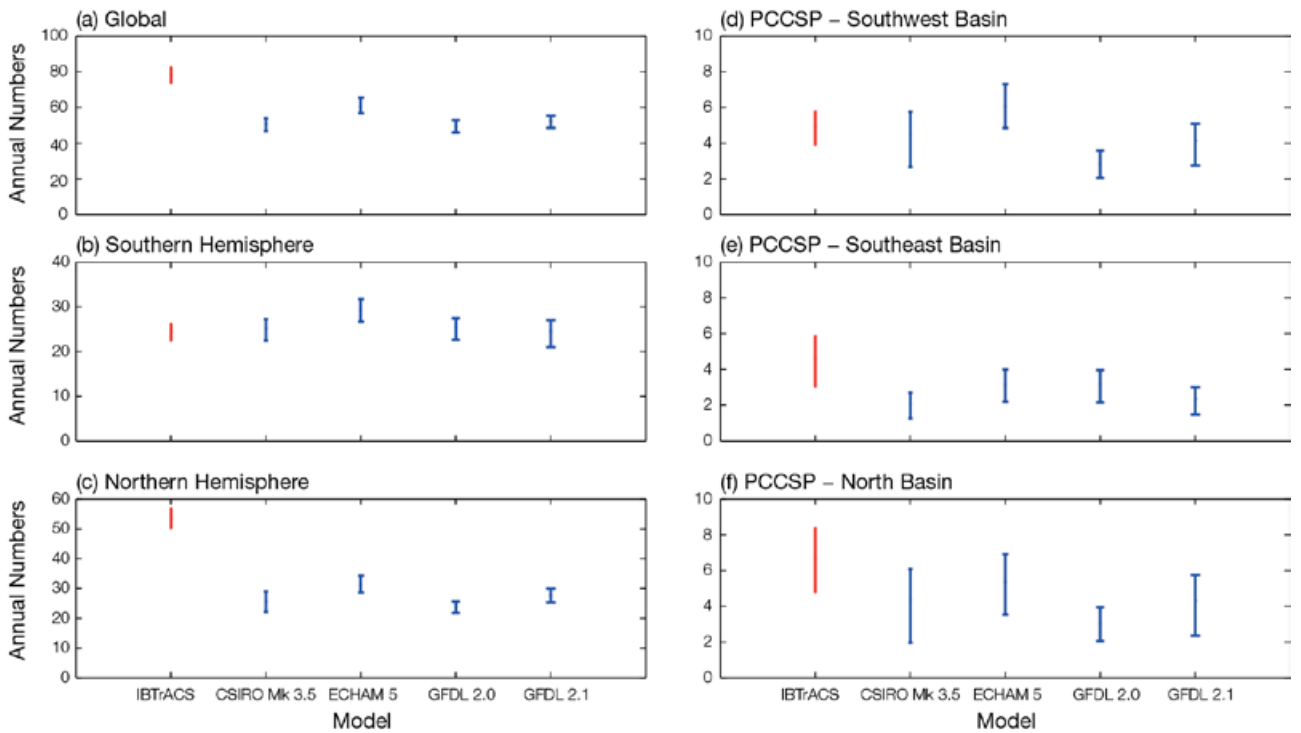 (a) Global
Annual Numbers
100
80
60
40
20
0
(b) Southern Hemisphere
Annual Numbers
40
30
20
10
0
(c) Northern Hemisphere
Annual Numbers
60
50
40
30
20
10
0
IBTrACS CSIRO Mk 3.5 ECHAM 5 GFDL 2.0 GFDL 2.1
Model
(d) PCCSP – Southwest Basin
10
8
6
4
2
0
(e) PCCSP – Southeast Basin
10
8
6
4
2
0
(f) PCCSP – North Basin
10
8
6
4
2
0
IBTrACS CSIRO Mk 3.5 ECHAM 5 GFDL 2.0 GFDL 2.1
Model